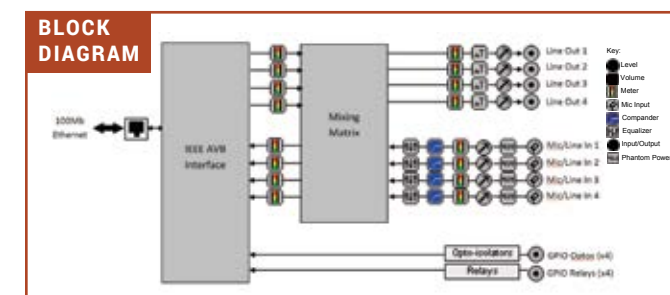 BLOCK
DIAGRAM
Line Out 1
Line Out 2
Line Out 3
Line Out 4
100Mb
Ethernet
IEEE AVB
Interface
Mixing
Matrix
Mic/Line In 1
Mic/Line In 2
Mic/Line In 3
Mic/Line In 4
Opto-isolators
GPIO Optos (x4)
Relays
GPIO Relays (x4)
Key:
Level
Volume
Meter
Mic Input
Compander
Equalizer
Input/Output
Phantom Power